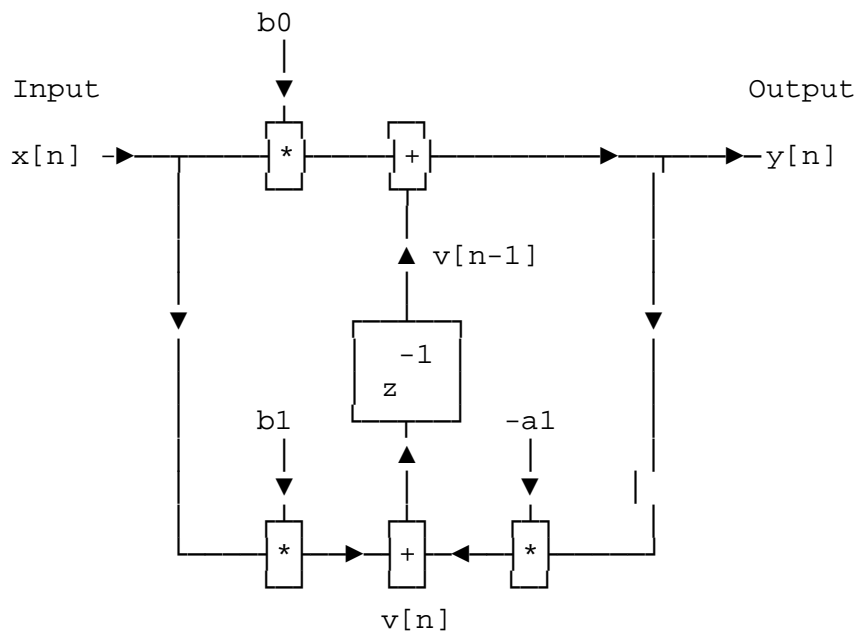 b0
Input Output
x[n] * + y[n]
v[n-1]
-1
z
b1 -a1
* + *
v[n]